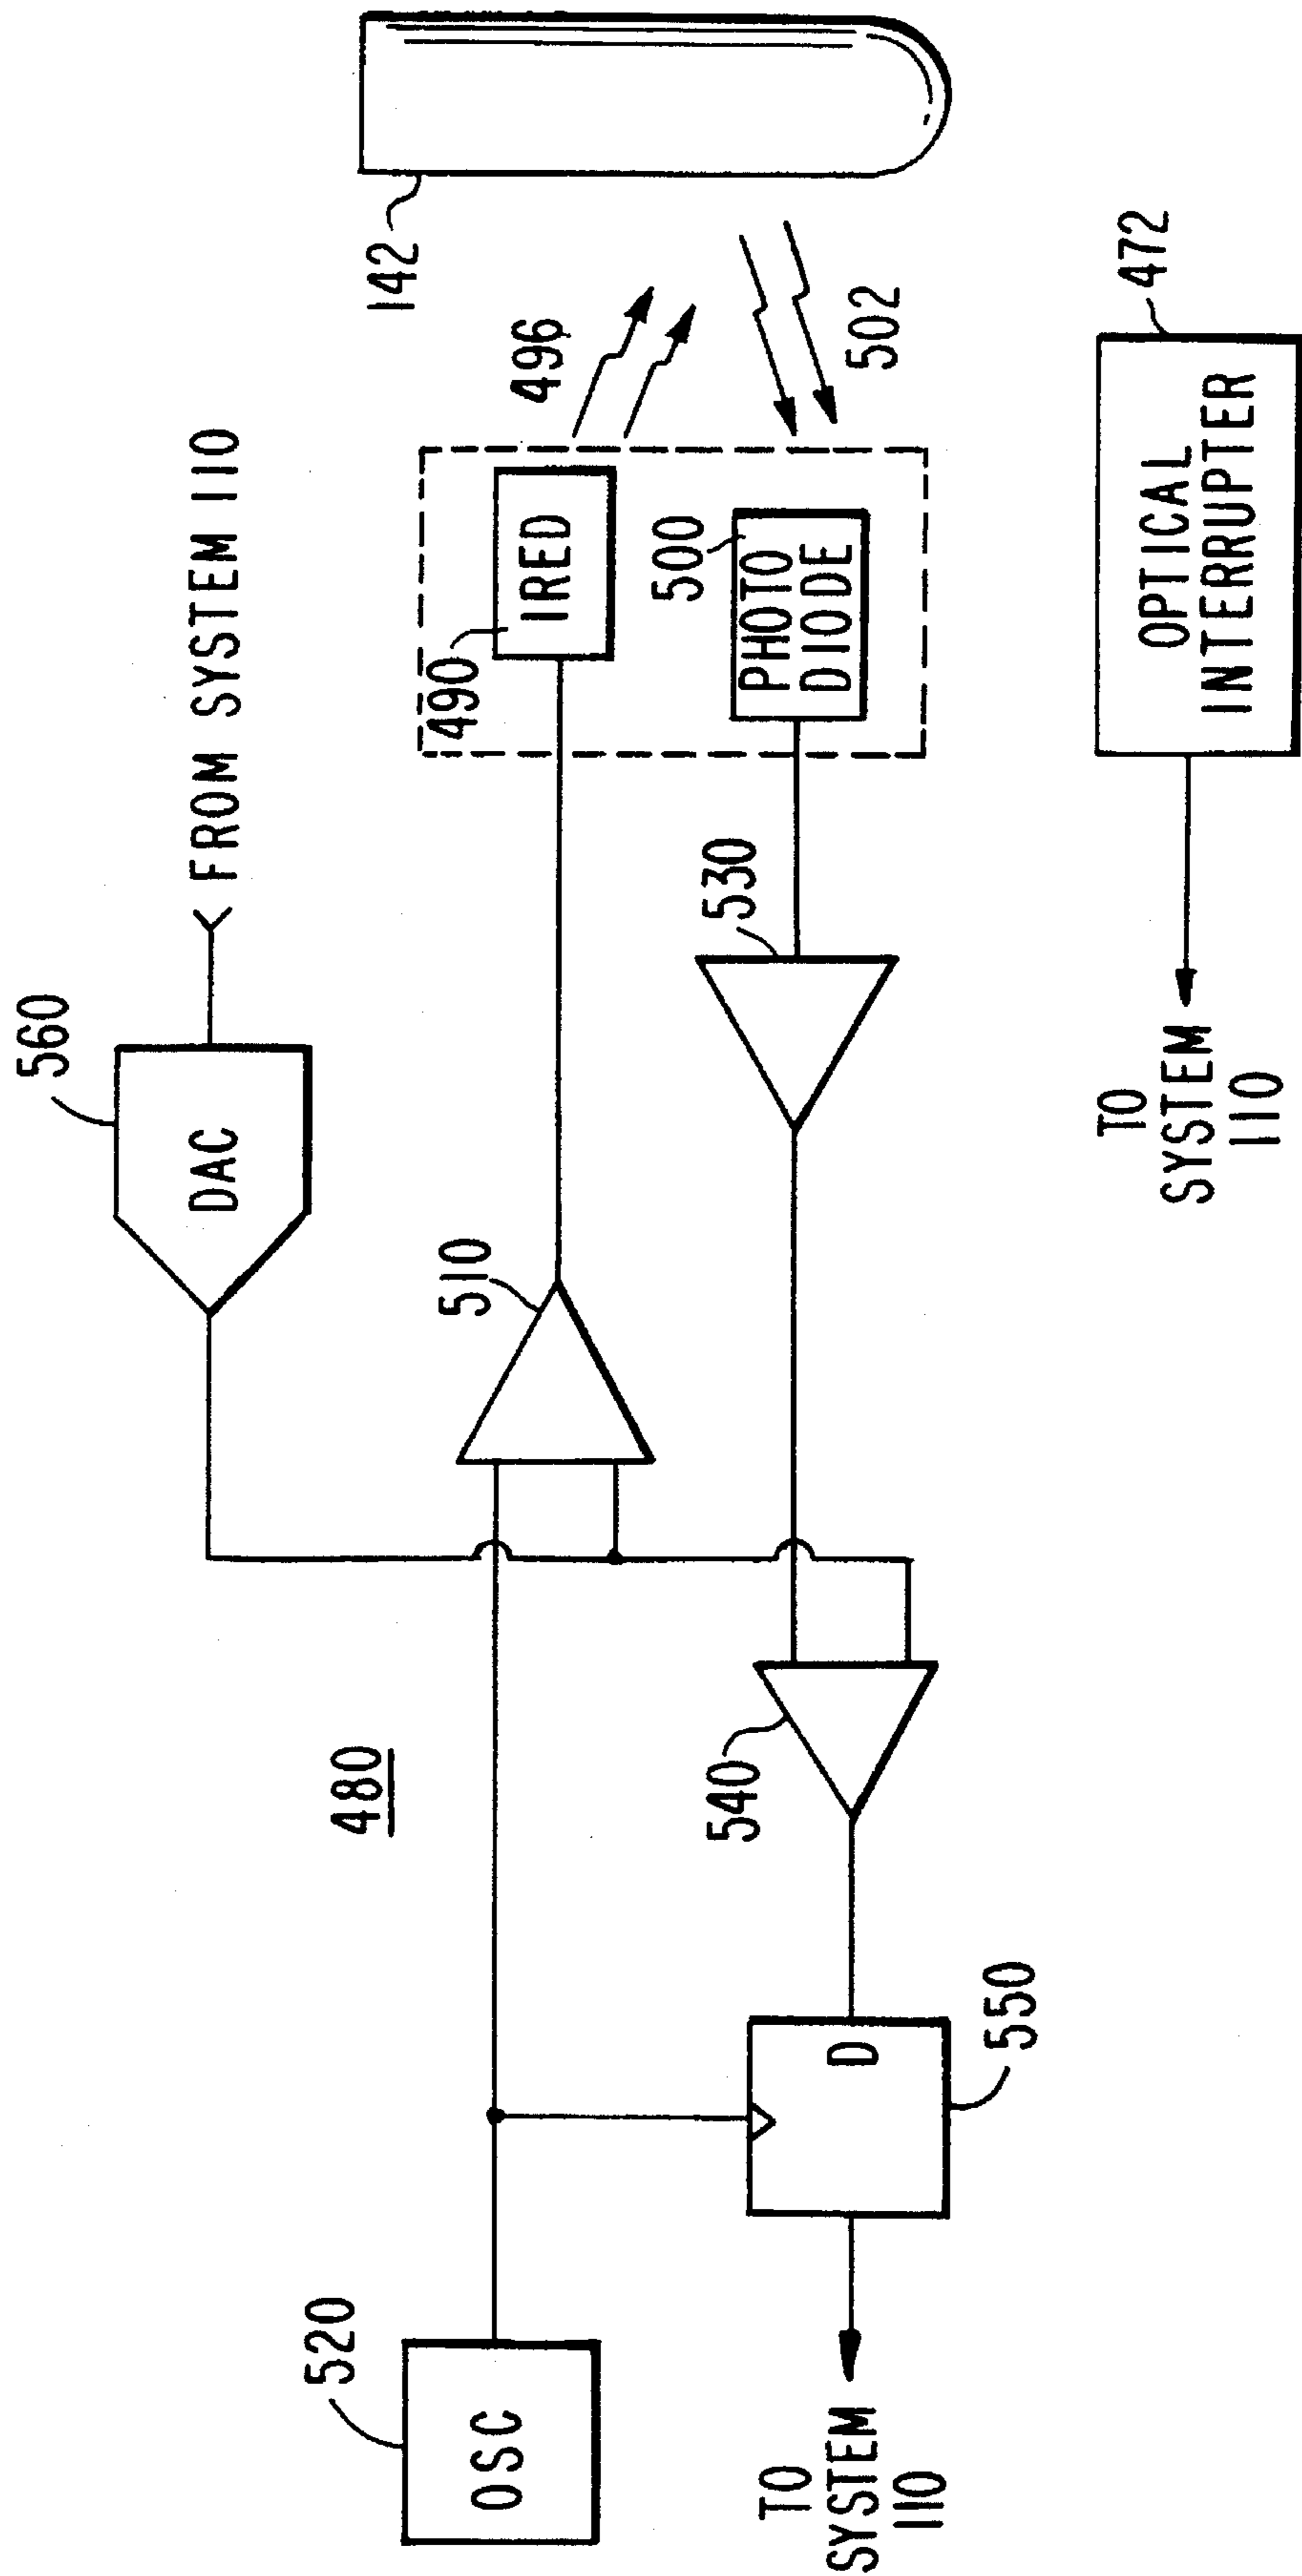 560
DAC
FROM SYSTEM 110
142
496
502
490
IRED
500
PHOTO
DIODE
510
530
480
540
520
OSC
D
550
TO
SYSTEM
110
TO
SYSTEM
110
472
OPTICAL
INTERRUPTER